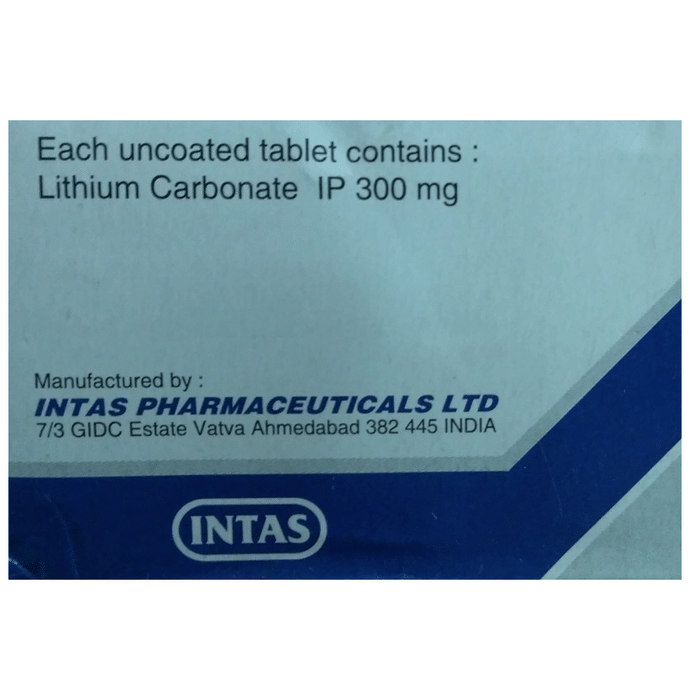 Each uncoated tablet contains :
Lithium Carbonate IP 300 mg
Manufactured by :
INTAS PHARMACEUTICALS LTD
7/3 GIDC Estate Vatva Ahmedabad 382 445 INDIA
INTAS